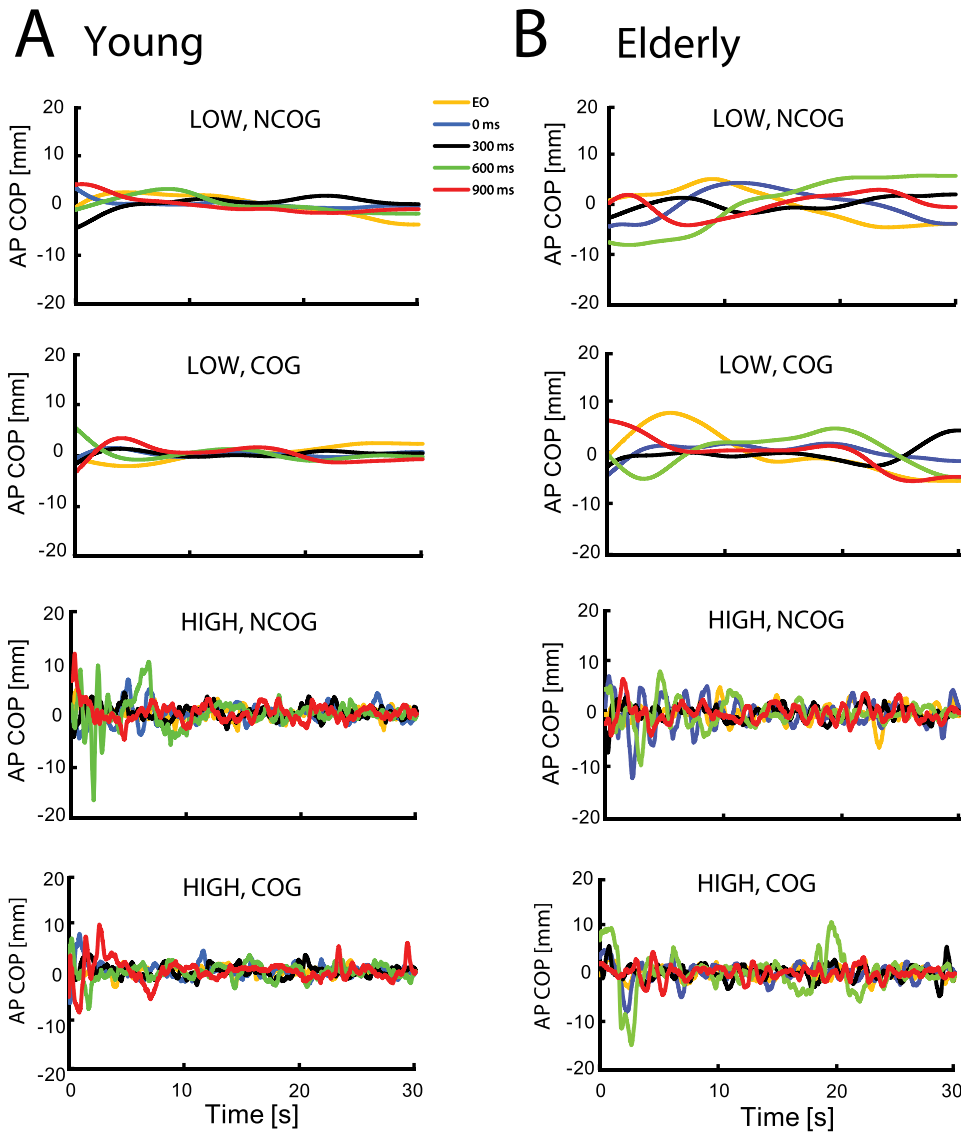 A Young
B Elderly
LOW, NCOG
20
10
0
-10
-20
AP COP [mm]
EO
0 ms
300 ms
600 ms
900 ms
LOW, NCOG
20
10
0
-10
-20
AP COP [mm]
LOW, COG
20
10
0
-10
-20
AP COP [mm]
LOW, COG
20
10
0
-10
-20
AP COP [mm]
HIGH, NCOG
20
10
0
-10
-20
AP COP [mm]
HIGH, NCOG
20
10
0
-10
-20
AP COP [mm]
HIGH, COG
20
10
0
-10
-20
AP COP [mm]
0 10 20 30
Time [s]
HIGH, COG
20
10
0
-10
-20
AP COP [mm]
0 10 20 30
Time [s]